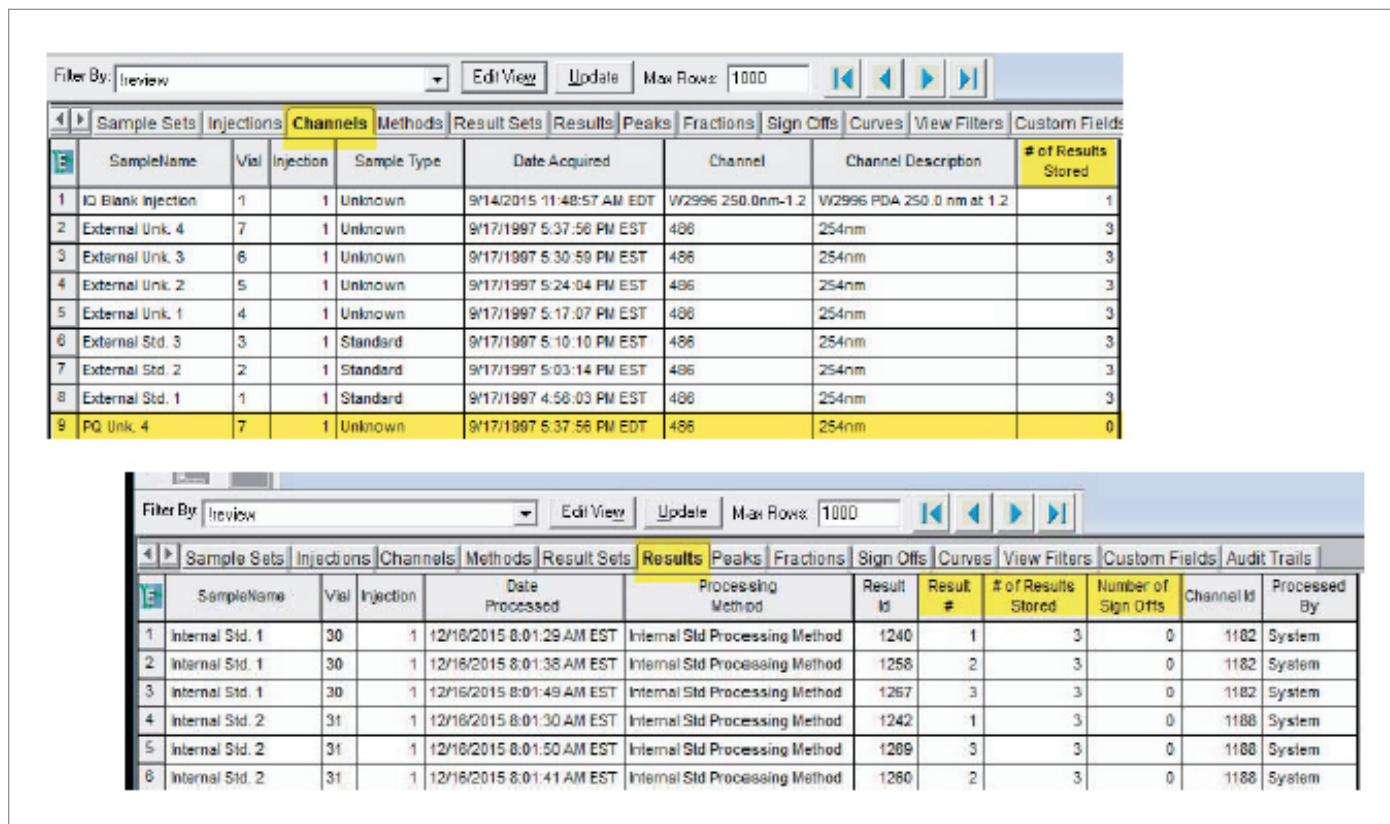 Filter By: !review Edit View Update Max Rows: 1000
Sample Sets Injections Channels Methods Result Sets Results Peaks Fractions Sign Offs Curves View Filters Custom Fields
SampleName Vial Injection Sample Type Date Acquired Channel Channel Description # of Results Stored
1 IQ Blank Injection 1 1 Unknown 9/14/2015 11:48:57 AM EDT W2996 250.0nm-1.2 W2996 PDA 250.0 nm at 1.2 1
2 External Unk. 4 7 1 Unknown 9/17/1997 5:37:56 PM EST 486 254nm 3
3 External Unk. 3 6 1 Unknown 9/17/1997 5:30:59 PM EST 486 254nm 3
4 External Unk. 2 5 1 Unknown 9/17/1997 5:24:04 PM EST 486 254nm 3
5 External Unk. 1 4 1 Unknown 9/17/1997 5:17:07 PM EST 486 254nm 3
6 External Std. 3 3 1 Standard 9/17/1997 5:10:10 PM EST 486 254nm 3
7 External Std. 2 2 1 Standard 9/17/1997 5:03:14 PM EST 486 254nm 3
8 External Std. 1 1 1 Standard 9/17/1997 4:56:03 PM EST 486 254nm 3
9 PQ Unk. 4 7 1 Unknown 9/17/1997 5:37:56 PM EDT 486 254nm 0
Filter By: !review Edit View Update Max Rows: 1000
Sample Sets Injections Channels Methods Result Sets Results Peaks Fractions Sign Offs Curves View Filters Custom Fields Audit Trails
SampleName Vial Injection Date Processed Processing Method Result Id Result # # of Results Stored Number of Sign Offs Channel Id Processed By
1 Internal Std. 1 30 1 12/16/2015 8:01:29 AM EST Internal Std Processing Method 1240 1 3 0 1182 System
2 Internal Std. 1 30 1 12/16/2015 8:01:38 AM EST Internal Std Processing Method 1258 2 3 0 1182 System
3 Internal Std. 1 30 1 12/16/2015 8:01:49 AM EST Internal Std Processing Method 1267 3 3 0 1182 System
4 Internal Std. 2 31 1 12/16/2015 8:01:30 AM EST Internal Std Processing Method 1242 1 3 0 1188 System
5 Internal Std. 2 31 1 12/16/2015 8:01:50 AM EST Internal Std Processing Method 1269 3 3 0 1188 System
6 Internal Std. 2 31 1 12/16/2015 8:01:41 AM EST Internal Std Processing Method 1260 2 3 0 1188 System